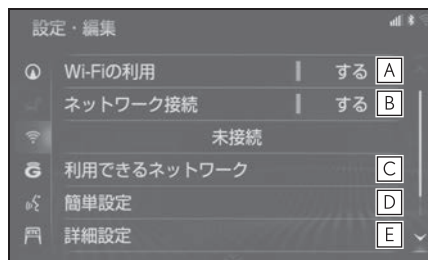 設定・編集
Wi-Fiの利用 する A
ネットワーク接続 する B
未接続
利用できるネットワーク C
簡単設定 D
詳細設定 E